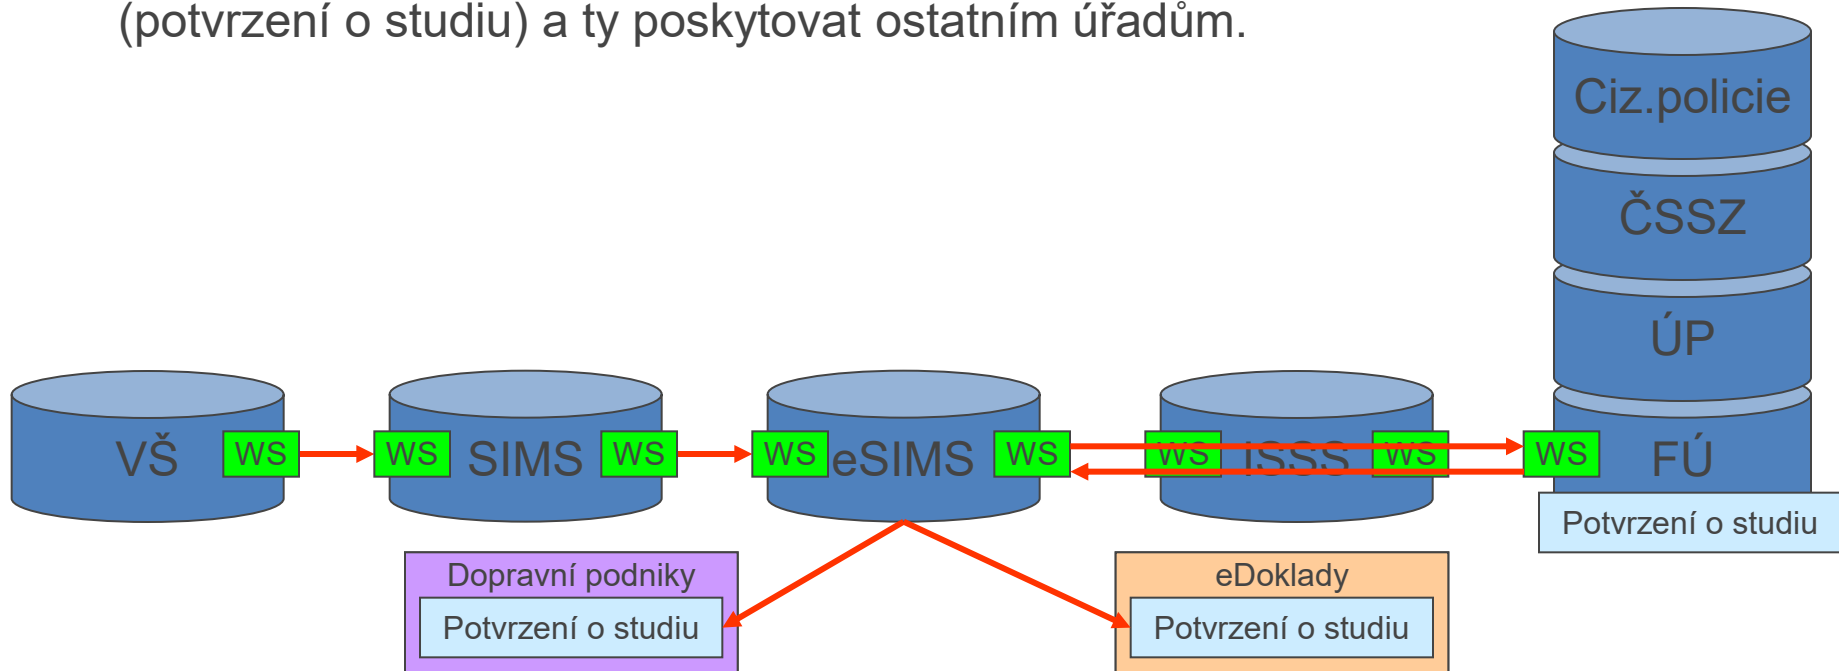 (potvrzení o studiu) a ty poskytovat ostatním úřadům.
Ciz.policie
ČSSZ
ÚP
VŠ WS WS SIMS WS WS eSIMS WS WS ISSS WS WS FÚ
Potvrzení o studiu
Dopravní podniky
Potvrzení o studiu
eDoklady
Potvrzení o studiu